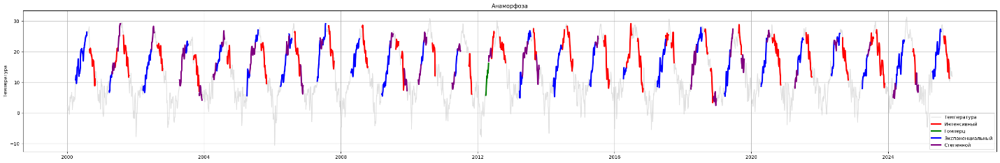 Анаморфоза
Температура
30
20
10
0
−10
2000
2004
2008
2012
2016
2020
2024
Температура
Интенсивный
Гомперц
Экспоненциальный
Степенной